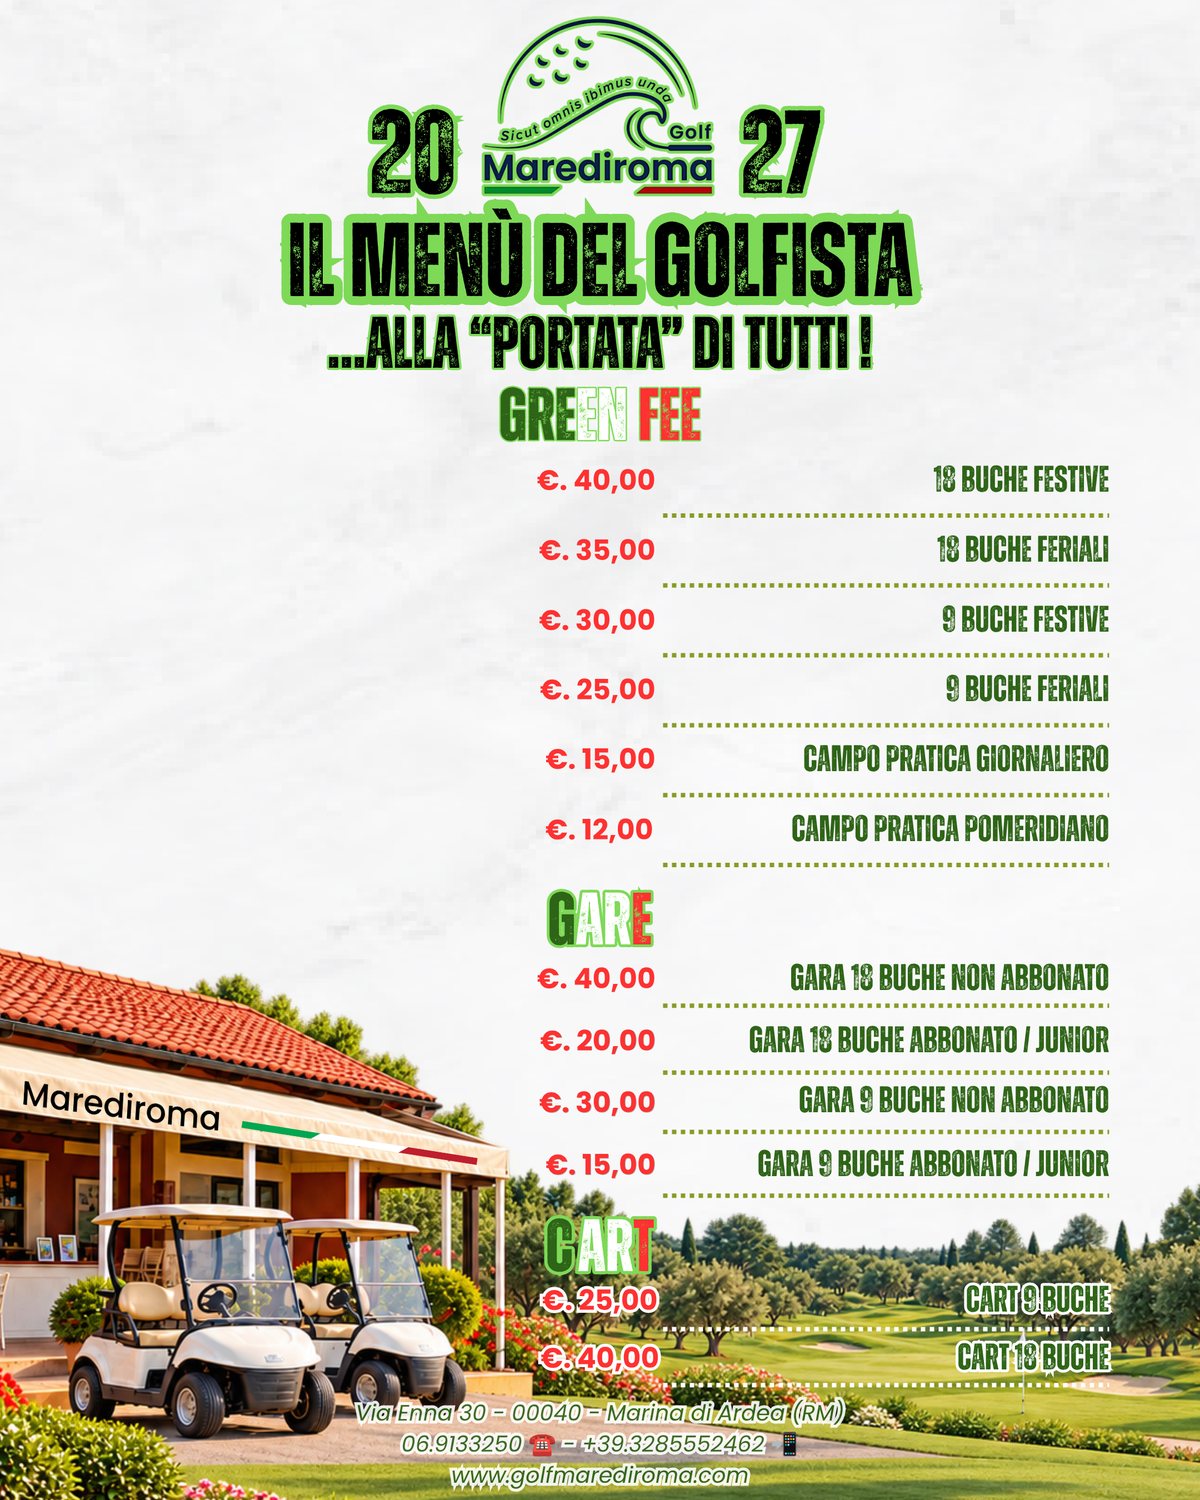 Sicut omnis ibimus unda
Golf
20 Marediroma 27
IL MENÙ DEL GOLFISTA
...ALLA “PORTATA” DI TUTTI !
GREEN FEE
€. 40,00 18 BUCHE FESTIVE
€. 35,00 18 BUCHE FERIALI
€. 30,00 9 BUCHE FESTIVE
€. 25,00 9 BUCHE FERIALI
€. 15,00 CAMPO PRATICA GIORNALIERO
€. 12,00 CAMPO PRATICA POMERIDIANO
GARE
€. 40,00 GARA 18 BUCHE NON ABBONATO
€. 20,00 GARA 18 BUCHE ABBONATO / JUNIOR
€. 30,00 GARA 9 BUCHE NON ABBONATO
€. 15,00 GARA 9 BUCHE ABBONATO / JUNIOR
Marediroma
CART
€. 25,00 CART 9 BUCHE
€. 40,00 CART 18 BUCHE
Via Enna 30 - 00040 - Marina di Ardea (RM)
06.9133250 ☎️ - +39.3285552462 📲
www.golfmarediroma.com